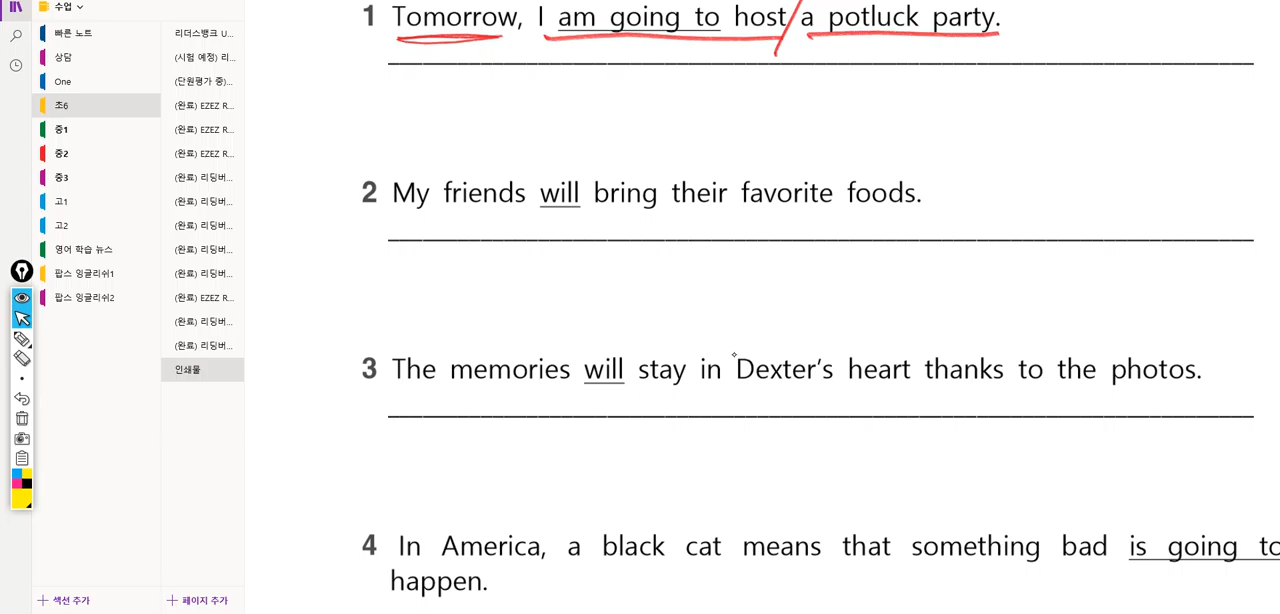 수업
빠른 노트
상담
One
초6
중1
중2
중3
고1
고2
영어 학습 뉴스
팝스 잉글리쉬1
팝스 잉글리쉬2
섹션 추가
리더스뱅크 U...
(시험 예정) 리...
(단원평가 중)...
(완료) EZEZ R...
(완료) EZEZ R...
(완료) EZEZ R...
(완료) 리딩버...
(완료) 리딩버...
(완료) 리딩버...
(완료) 리딩버...
(완료) 리딩버...
(완료) EZEZ R...
(완료) 리딩버...
(완료) 리딩버...
인쇄물
페이지 추가
1 Tomorrow, I am going to host a potluck party.
2 My friends will bring their favorite foods.
3 The memories will stay in Dexter's heart thanks to the photos.
4 In America, a black cat means that something bad is going to
happen.